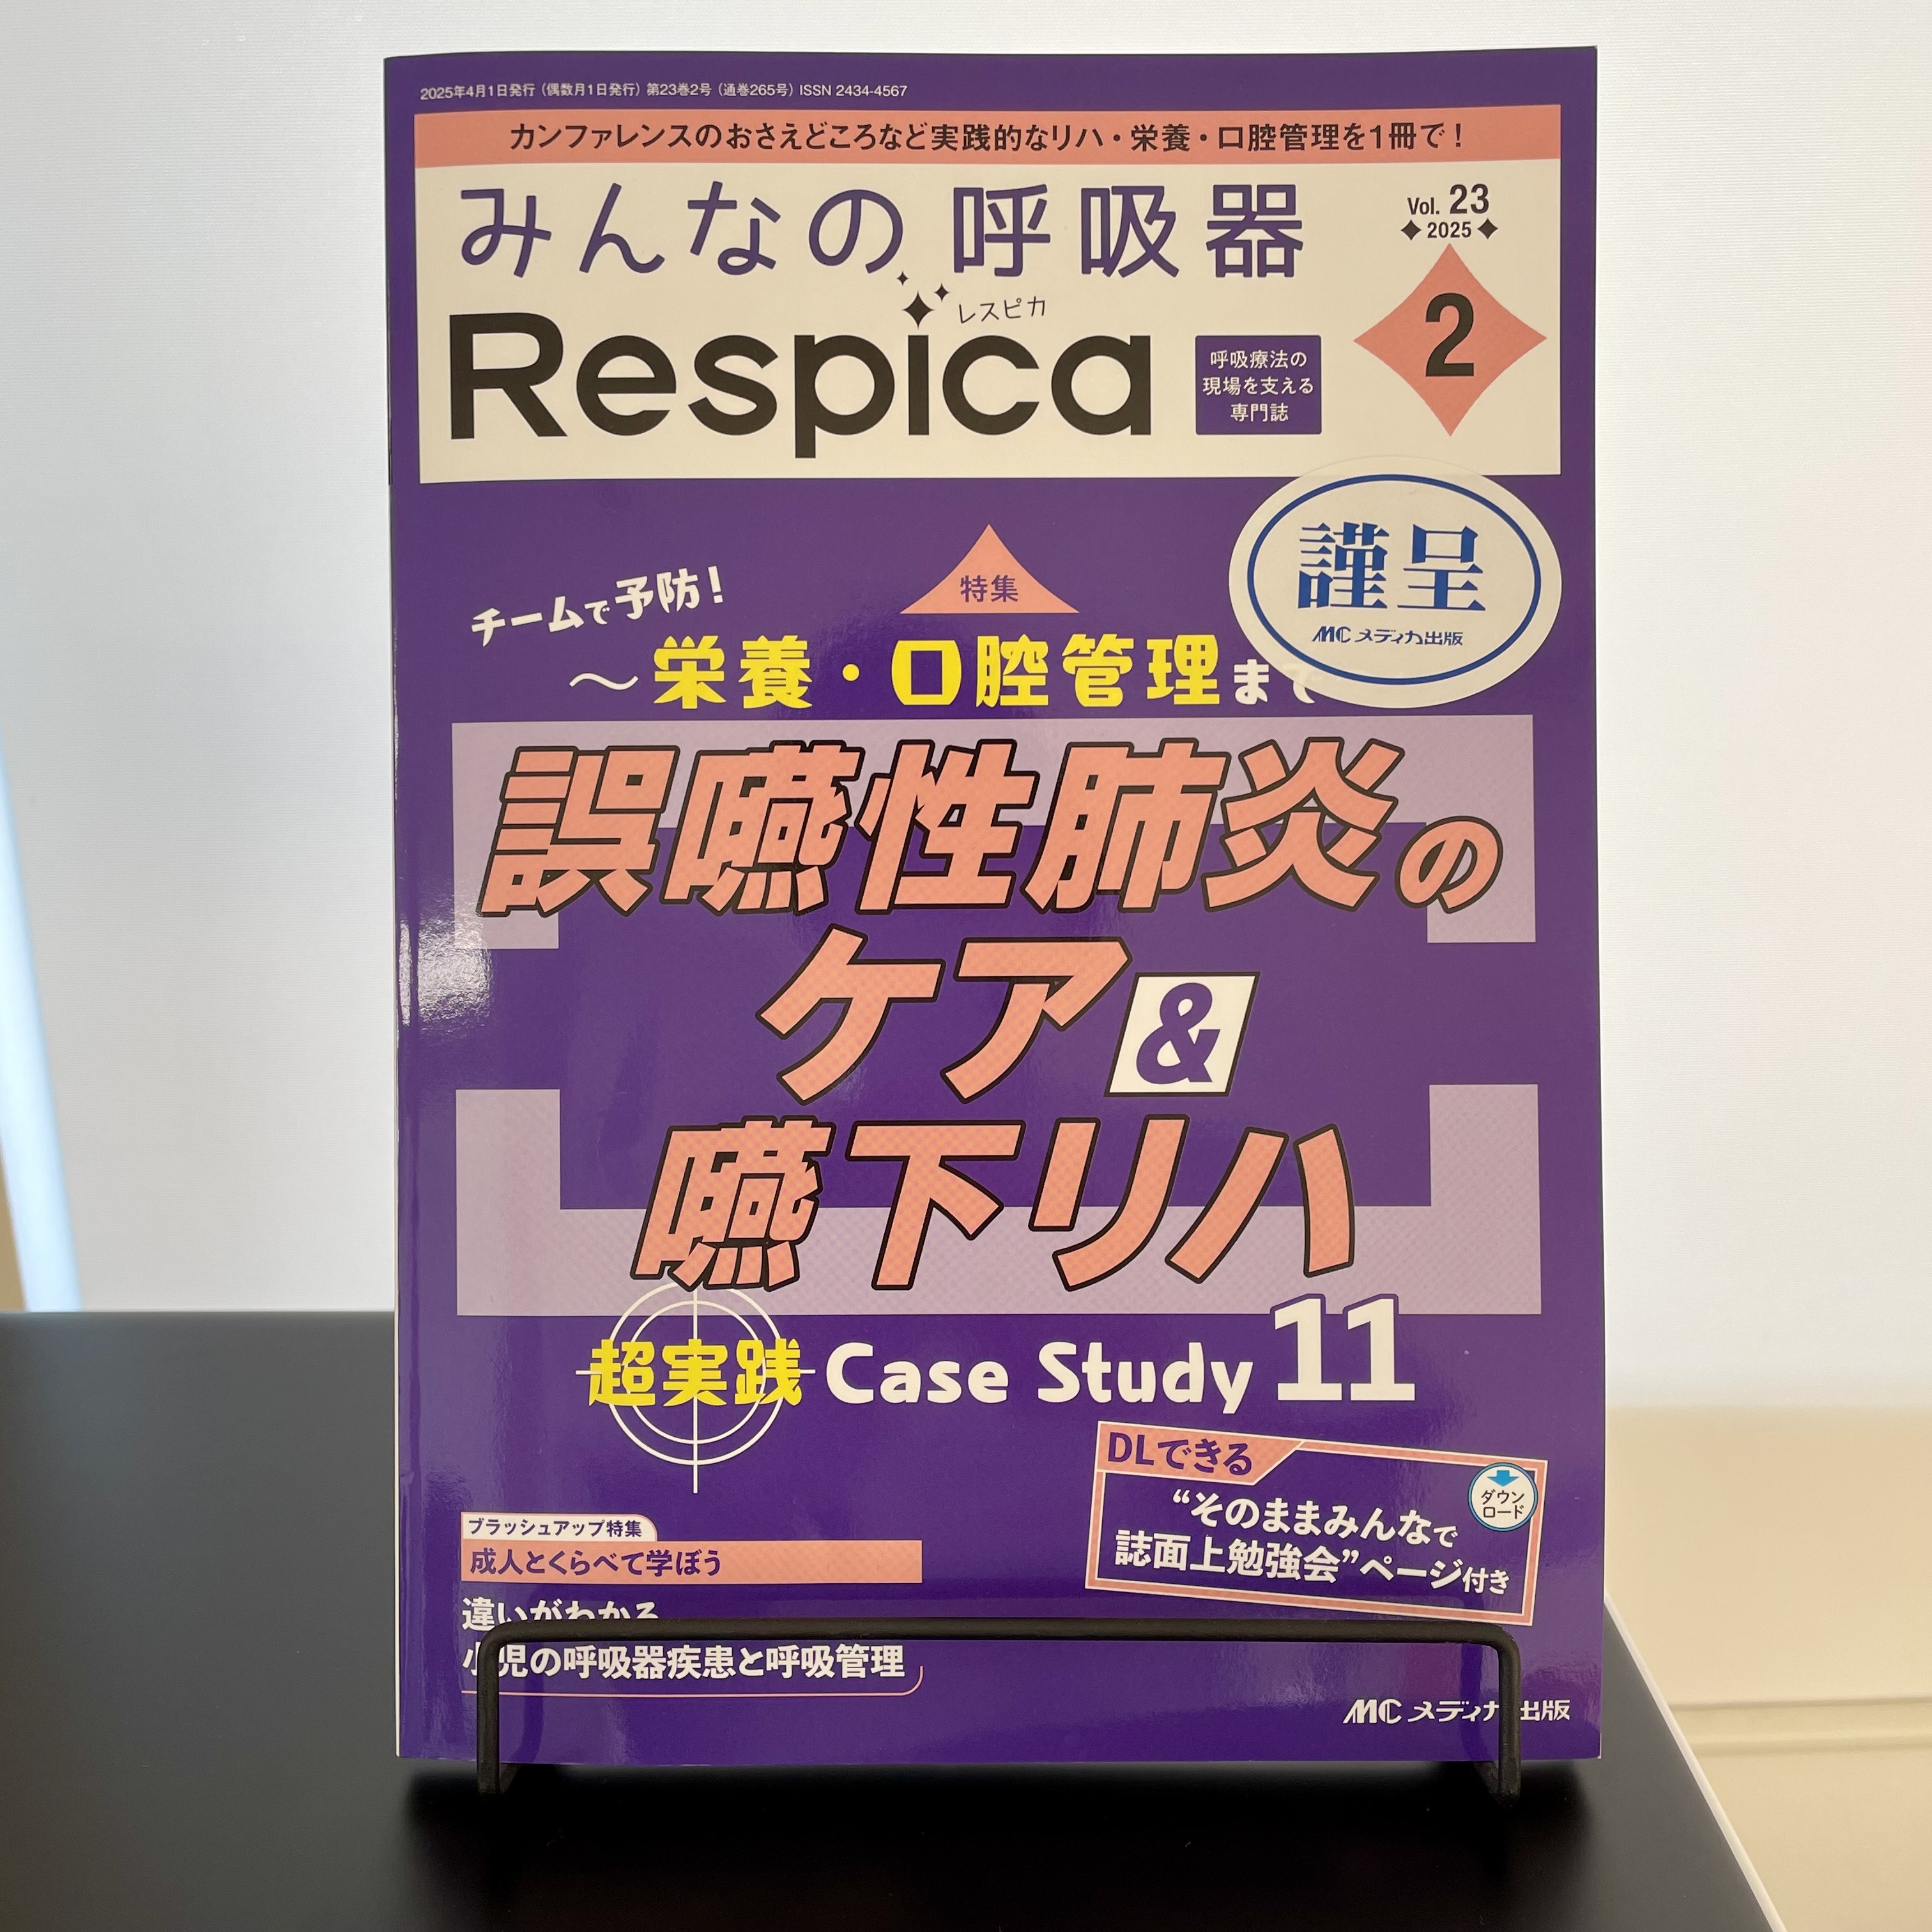 2025年4月1日発行（偶数月1日発行）第23巻2号（通巻265号）ISSN 2434-4567
カンファレンスのおさえどころなど実践的なリハ・栄養・口腔管理を1冊で！
みんなの呼吸器
Respica
レスピカ
呼吸療法の
現場を支える
専門誌
Vol. 23
2025
2
謹呈
MC メディカ出版
特集
チームで予防！
～栄養・口腔管理まで
誤嚥性肺炎の
ケア&
嚥下リハ
超実践 Case Study 11
DLできる
“そのままみんなで
誌面上勉強会”ページ付き
ダウン
ロード
ブラッシュアップ特集
成人とくらべて学ぼう
違いがわかる
小児の呼吸器疾患と呼吸管理
MC メディカ出版